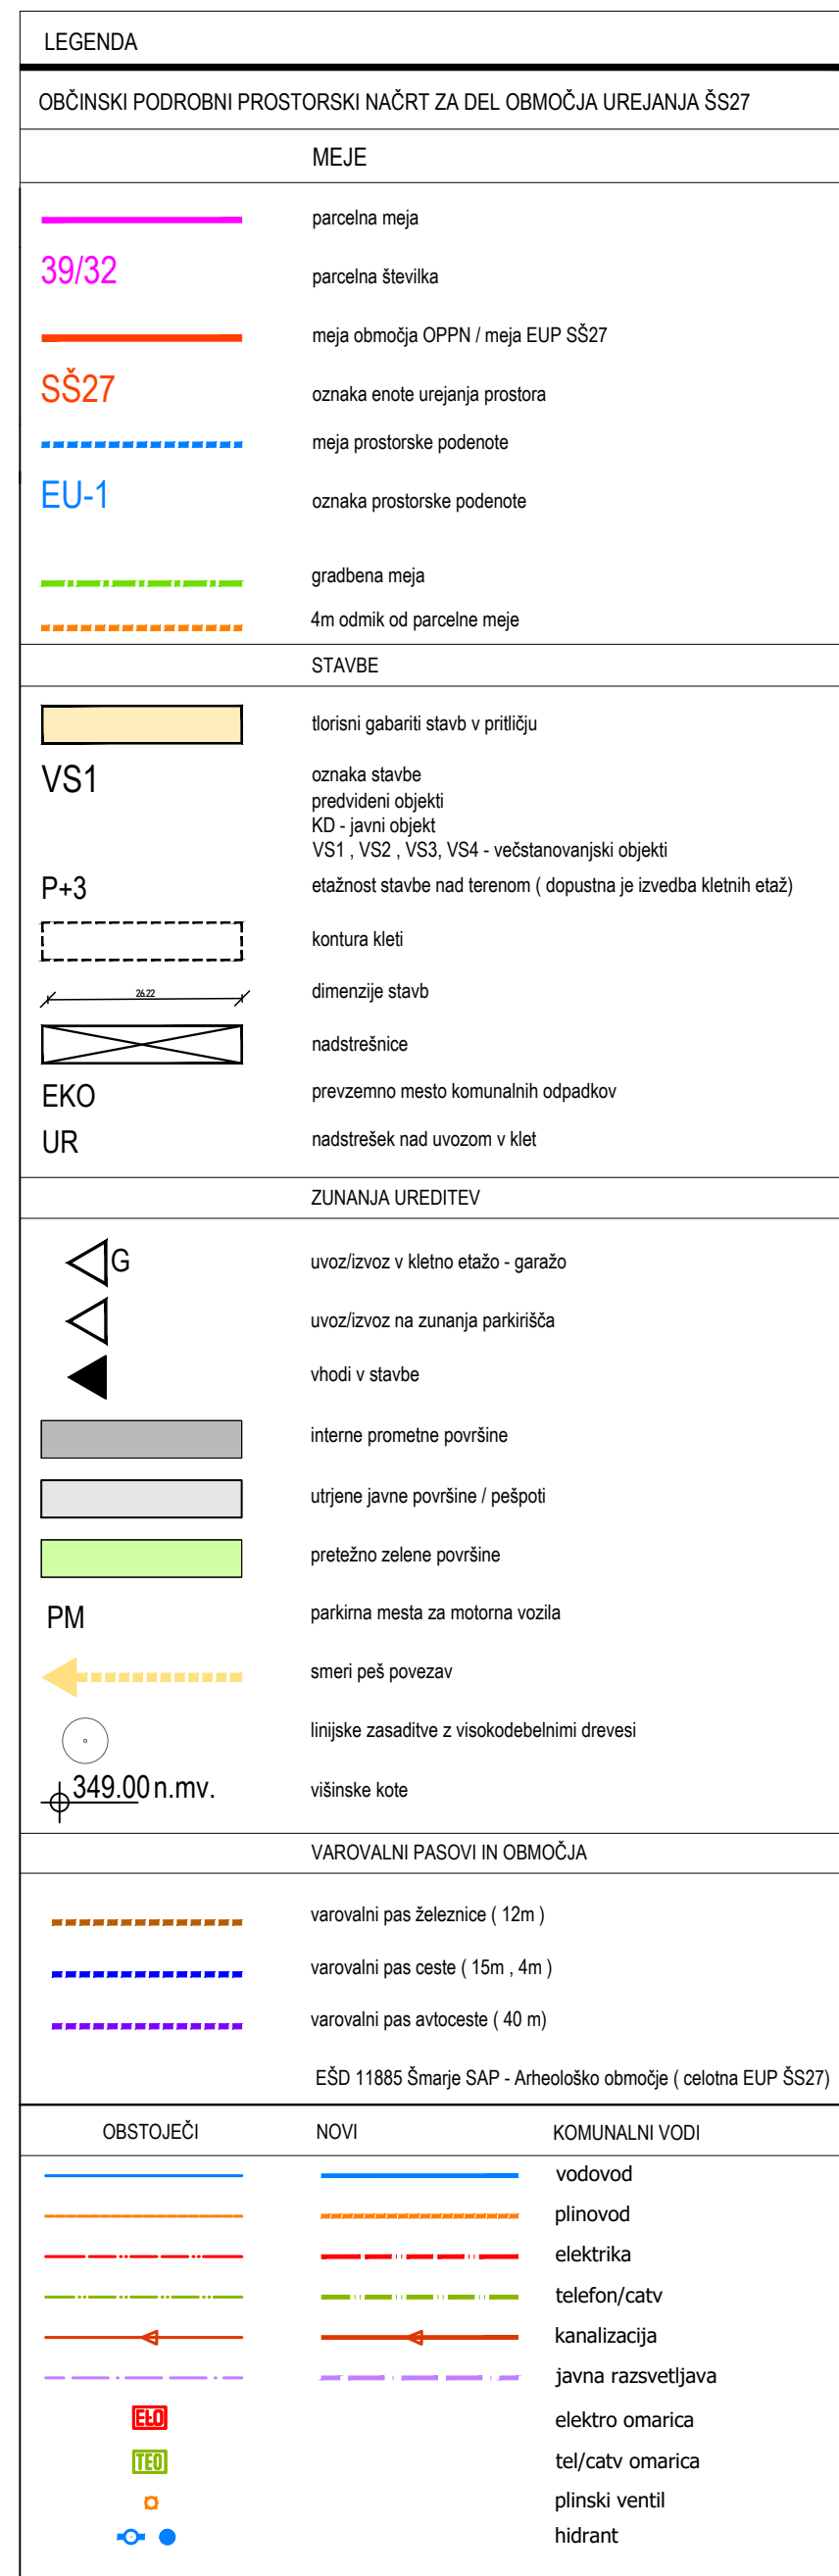 LEGENDA
OBČINSKI PODROBNI PROSTORSKI NAČRT ZA DEL OBMOČJA UREJANJA ŠS27
MEJE
parcelna meja
39/32 parcelna številka
meja območja OPPN / meja EUP SŠ27
SŠ27 oznaka enote urejanja prostora
meja prostorske podenote
EU-1 oznaka prostorske podenote
gradbena meja
4m odmik od parcelne meje
STAVBE
tlorisni gabariti stavb v pritličju
VS1 oznaka stavbe
predvideni objekti
KD - javni objekt
VS1 , VS2 , VS3, VS4 - večstanovanjski objekti
P+3 etažnost stavbe nad terenom ( dopustna je izvedba kletnih etaž)
kontura kleti
26.22 dimenzije stavb
nadstrešnice
EKO prevzemno mesto komunalnih odpadkov
UR nadstrešek nad uvozom v klet
ZUNANJA UREDITEV
G uvoz/izvoz v kletno etažo - garažo
uvoz/izvoz na zunanja parkirišča
vhodi v stavbe
interne prometne površine
utrjene javne površine / pešpoti
pretežno zelene površine
PM parkirna mesta za motorna vozila
smeri peš povezav
linijske zasaditve z visokodebelnimi drevesi
349.00 n.mv. višinske kote
VAROVALNI PASOVI IN OBMOČJA
varovalni pas železnice ( 12m )
varovalni pas ceste ( 15m , 4m )
varovalni pas avtoceste ( 40 m)
EŠD 11885 Šmarje SAP - Arheološko območje ( celotna EUP ŠS27)
OBSTOJEČI NOVI KOMUNALNI VODI
vodovod
plinovod
elektrika
telefon/catv
kanalizacija
javna razsvetljava
ELO elektro omarica
TEO tel/catv omarica
plinski ventil
hidrant